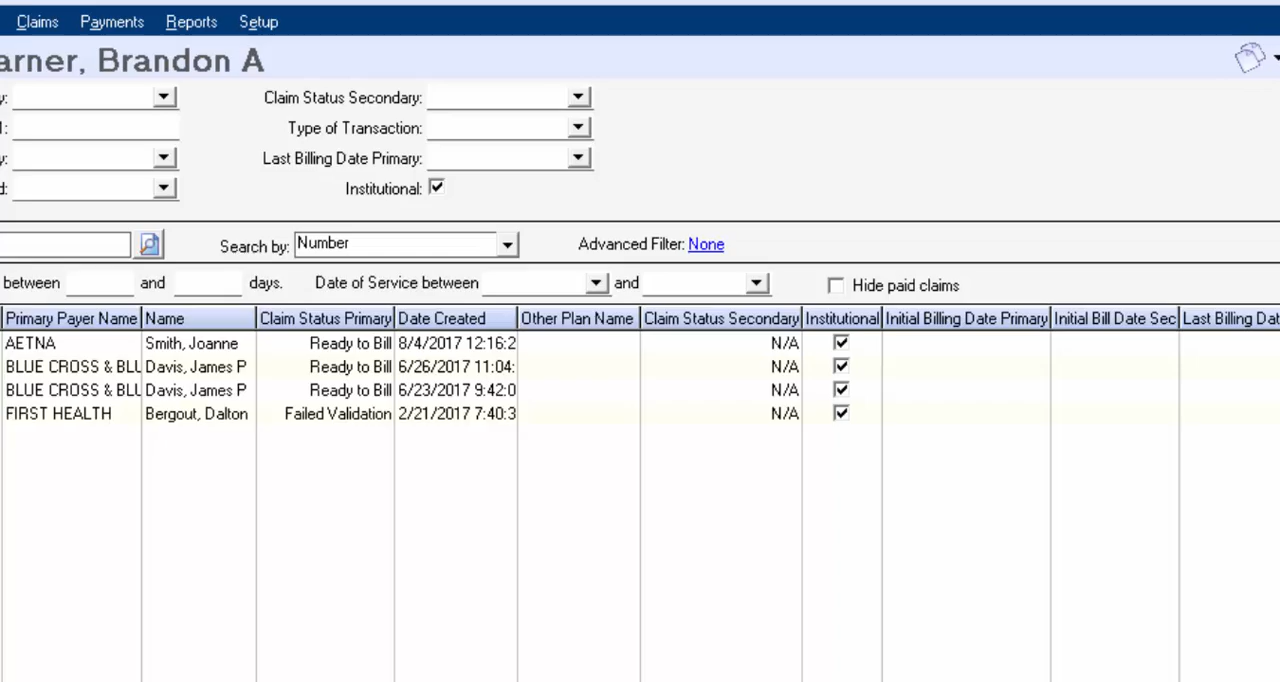 Claims Payments Reports Setup
arner, Brandon A
y: Claim Status Secondary:
Type of Transaction:
y: Last Billing Date Primary:
d: Institutional:
Search by: Number Advanced Filter: None
between and days. Date of Service between and Hide paid claims
Primary Payer Name Name Claim Status Primary Date Created Other Plan Name Claim Status Secondary Institutional Initial Billing Date Primary Initial Bill Date Sec Last Billing Dat
AETNA Smith, Joanne Ready to Bill 8/4/2017 12:16:2 N/A
BLUE CROSS & BLU Davis, James P Ready to Bill 6/26/2017 11:04: N/A
BLUE CROSS & BLU Davis, James P Ready to Bill 6/23/2017 9:42:0 N/A
FIRST HEALTH Bergout, Dalton Failed Validation 2/21/2017 7:40:3 N/A